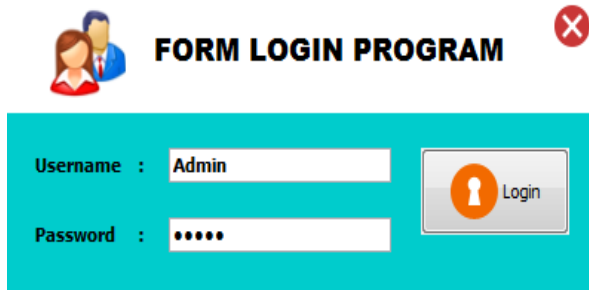 FORM LOGIN PROGRAM
Username : Admin
Login
Password : •••••